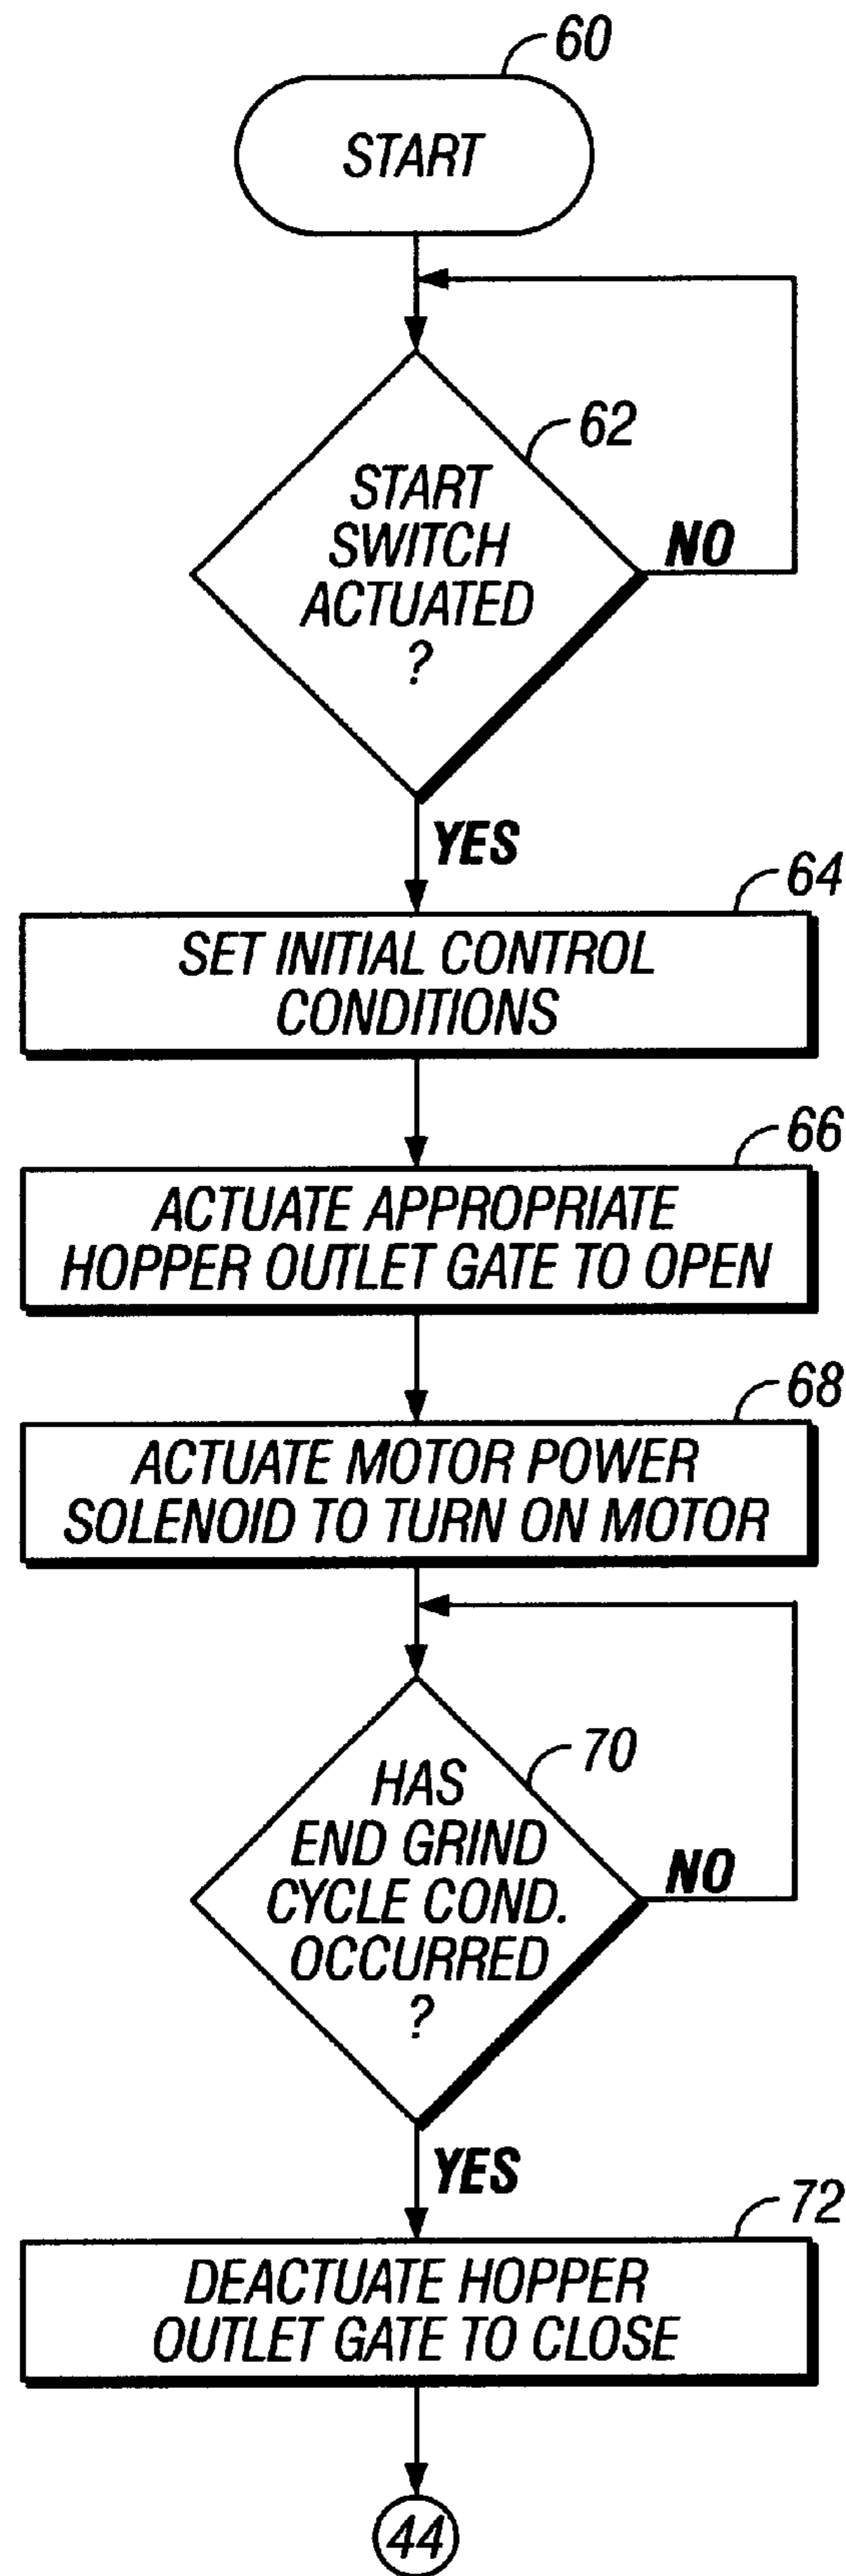 60
START
62
START
SWITCH
ACTUATED
?
NO
YES
64
SET INITIAL CONTROL
CONDITIONS
66
ACTUATE APPROPRIATE
HOPPER OUTLET GATE TO OPEN
68
ACTUATE MOTOR POWER
SOLENOID TO TURN ON MOTOR
70
HAS
END GRIND
CYCLE COND.
OCCURRED
?
NO
YES
72
DEACTUATE HOPPER
OUTLET GATE TO CLOSE
44